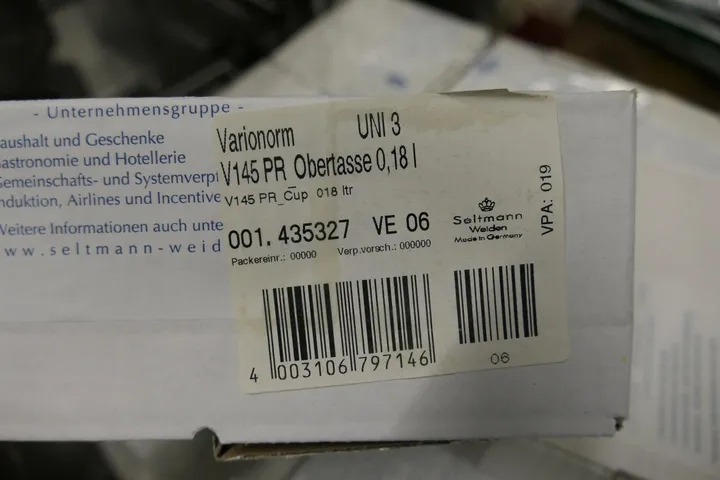 - Unternehmensgruppe -
aushalt und Geschenke
astronomie und Hotellerie
emeinschafts- und Systemverp
nduktion, Airlines und Incentive
Weitere Informationen auch unte
www.seltmann-weid
Varionorm UNI 3
V145 PR Obertasse 0,18 l
V145 PR_Cup 018 ltr
001. 435327 VE 06
Packereinr.: 00000 Verp.vorsch.: 000000
Seltmann
Weiden
Made in Germany
VPA: 019
4 003106 797146
06